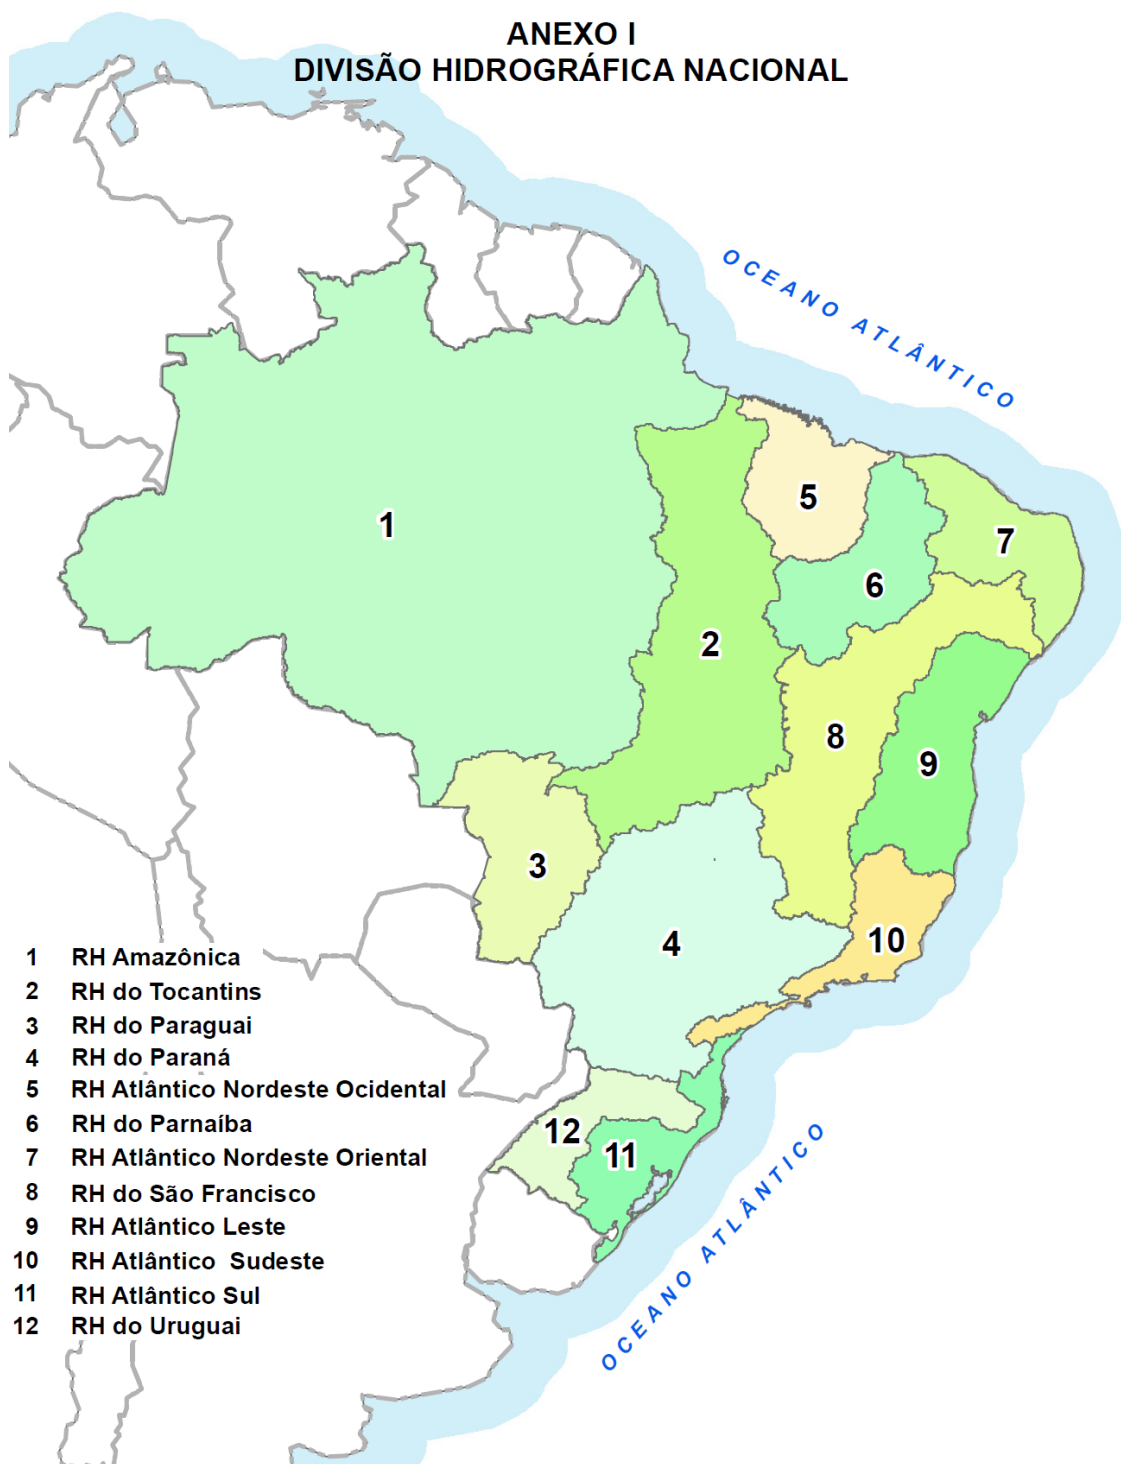 ANEXO I
DIVISÃO HIDROGRÁFICA NACIONAL
OCEANO ATLÂNTICO
1
5
7
6
2
8
9
3
10
4
12
11
OCEANO ATLÂNTICO
1 RH Amazônica
2 RH do Tocantins
3 RH do Paraguai
4 RH do Paraná
5 RH Atlântico Nordeste Ocidental
6 RH do Parnaíba
7 RH Atlântico Nordeste Oriental
8 RH do São Francisco
9 RH Atlântico Leste
10 RH Atlântico Sudeste
11 RH Atlântico Sul
12 RH do Uruguai